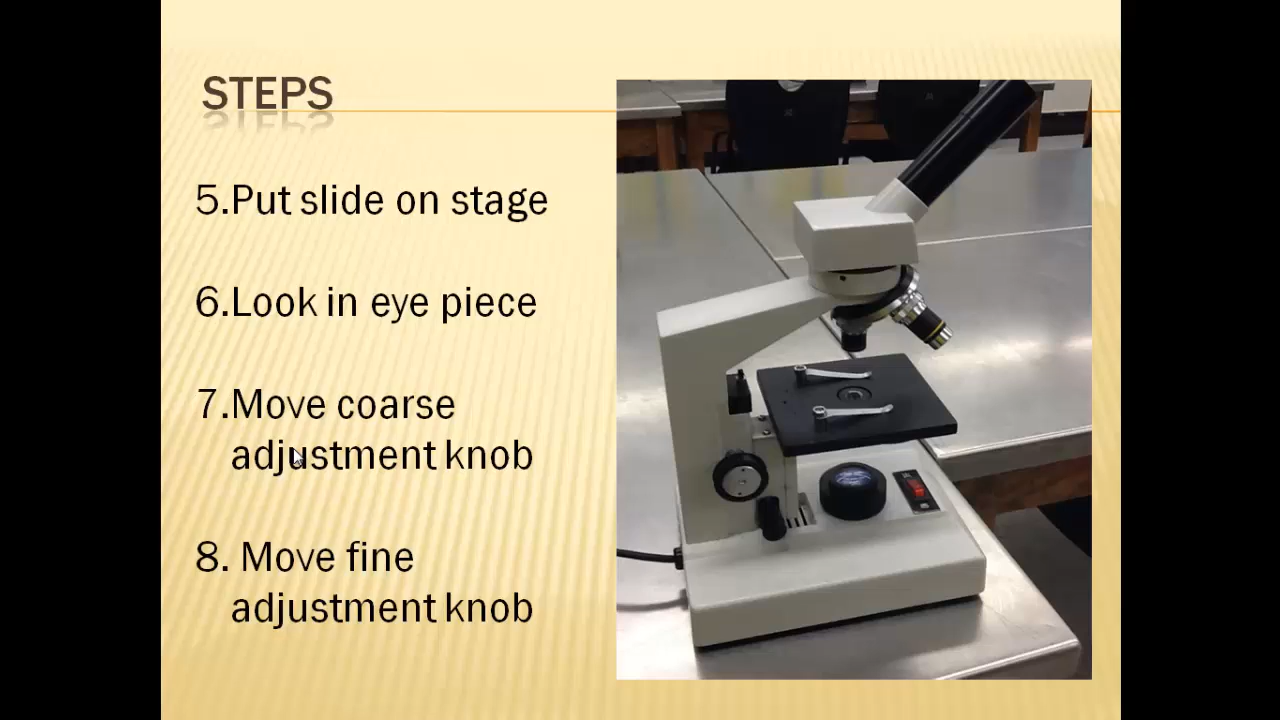 STEPS
5.Put slide on stage
6.Look in eye piece
7.Move coarse
adjustment knob
8. Move fine
adjustment knob